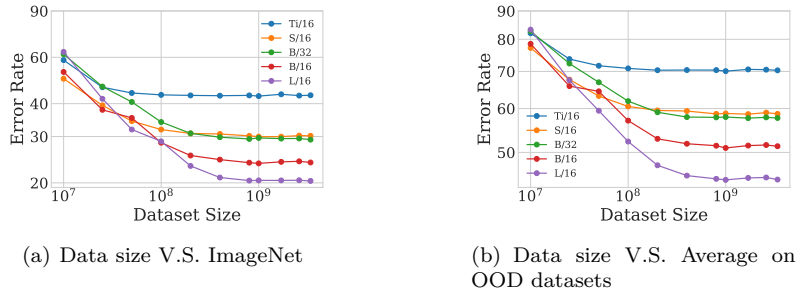 90
60
40
30
20
Error Rate
Ti/16
S/16
B/32
B/16
L/16
10^7
10^8
10^9
Dataset Size
(a) Data size V.S. ImageNet
90
80
70
60
50
Error Rate
Ti/16
S/16
B/32
B/16
L/16
10^7
10^8
10^9
Dataset Size
(b) Data size V.S. Average on
OOD datasets